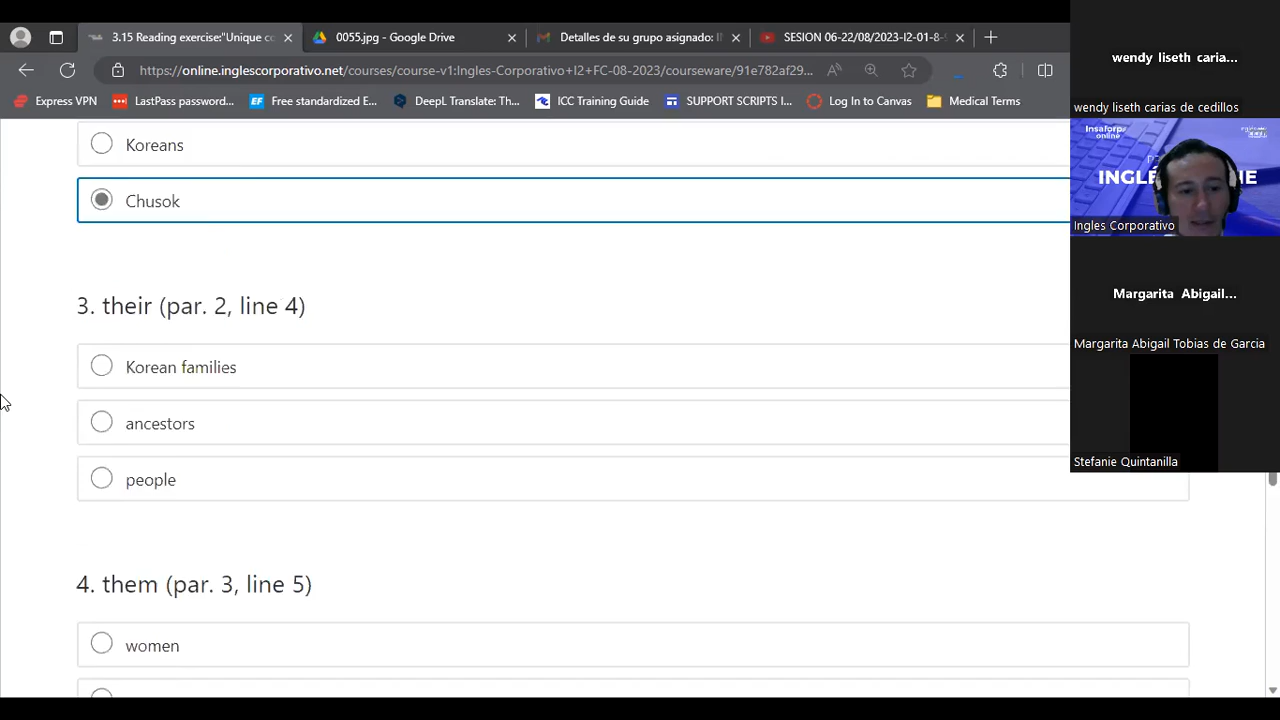 3.15 Reading exercise:"Unique cc
0055.jpg - Google Drive
Detalles de su grupo asignado: II
SESION 06-22/08/2023-I2-01-8-9
https://online.inglescorporativo.net/courses/course-v1:Ingles-Corporativo+I2+FC-08-2023/courseware/91e782af29...
Express VPN
LastPass password...
Free standardized E...
DeepL Translate: Th...
ICC Training Guide
SUPPORT SCRIPTS I...
Log In to Canvas
Medical Terms
Koreans
Chusok
3. their (par. 2, line 4)
Korean families
ancestors
people
4. them (par. 3, line 5)
women
wendy liseth caria...
wendy liseth carias de cedillos
Insaforp
online
Ingles Corporativo
Margarita Abigail...
Margarita Abigail Tobias de Garcia
Stefanie Quintanilla